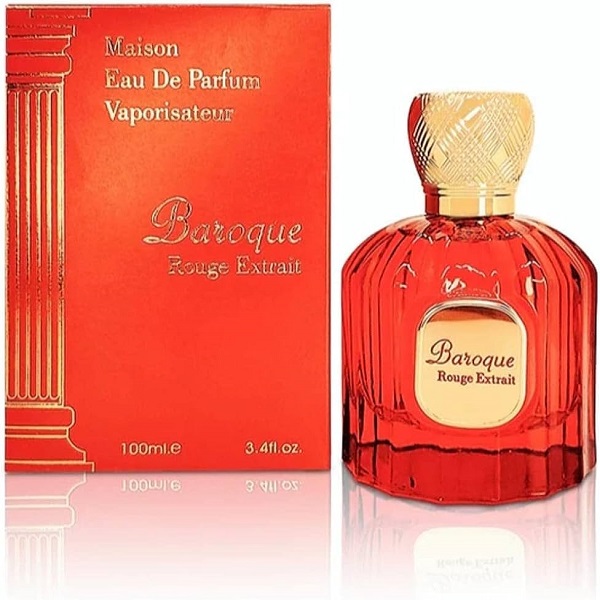 Maison
Eau De Parfum
Vaporisateur
Baroque
Rouge Extrait
100ml.e
3.4fl.oz.
Baroque
Rouge Extrait